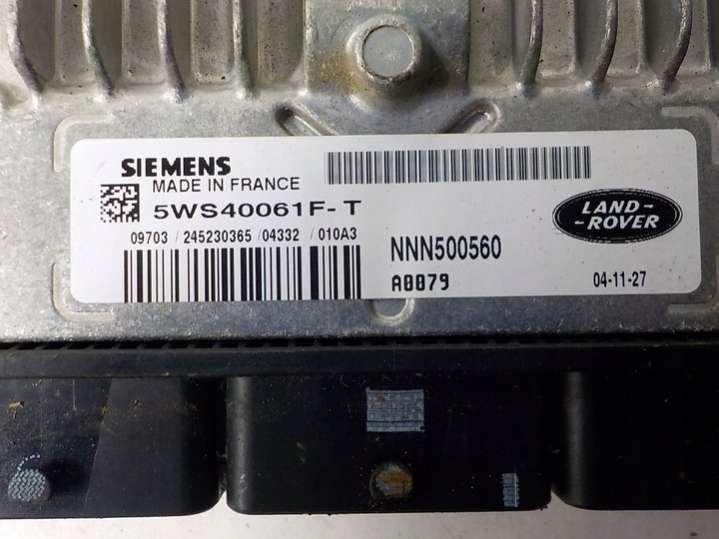 SIEMENS
MADE IN FRANCE
5WS40061F-T
09703 / 245230365 / 04332 / 010A3
NNN500560
A0079
LAND-
-ROVER
04-11-27